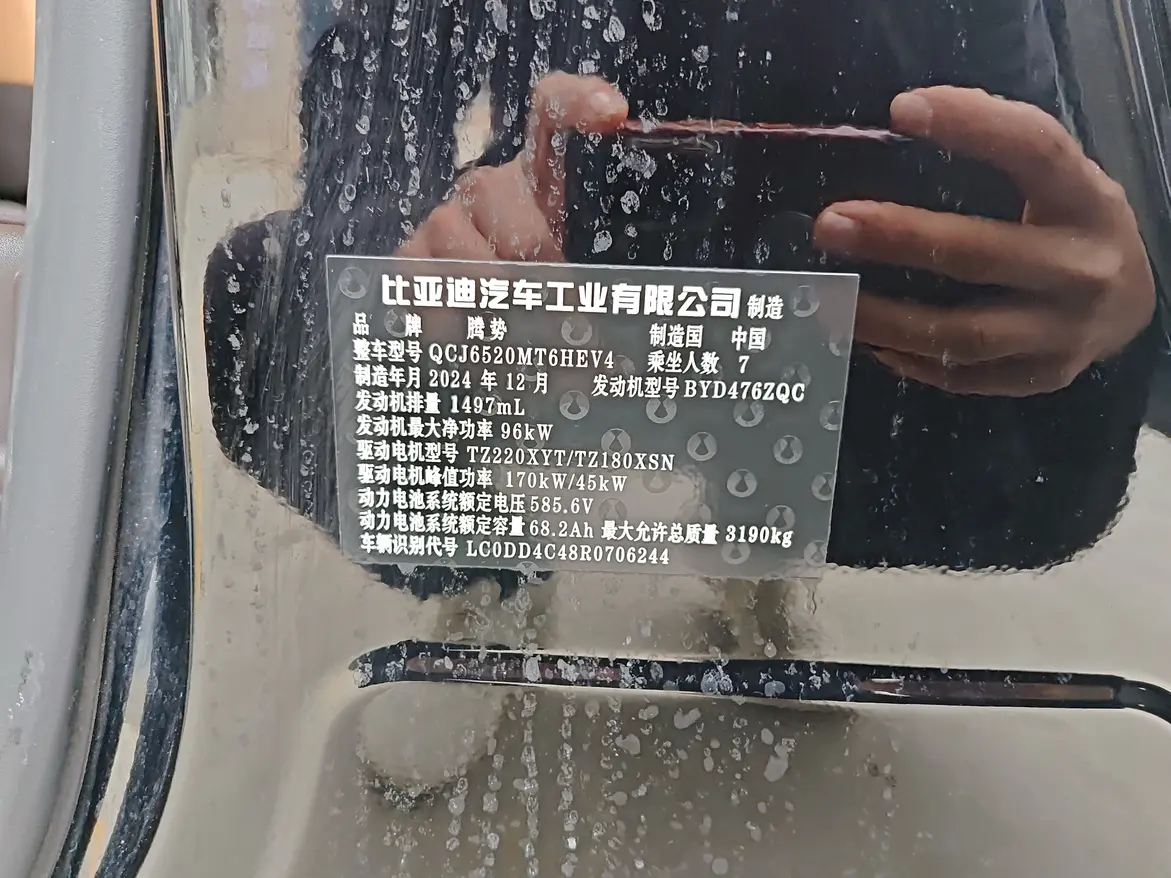 比亚迪汽车工业有限公司 制造
品 牌 腾势 制造国 中国
整车型号 QCJ6520MT6HEV4 乘坐人数 7
制造年月 2024 年 12 月 发动机型号 BYD476ZQC
发动机排量 1497mL
发动机最大净功率 96kW
驱动电机型号 TZ220XYT/TZ180XSN
驱动电机峰值功率 170kW/45kW
动力电池系统额定电压 585.6V
动力电池系统额定容量 68.2Ah 最大允许总质量 3190kg
车辆识别代号 LC0DD4C48R0706244